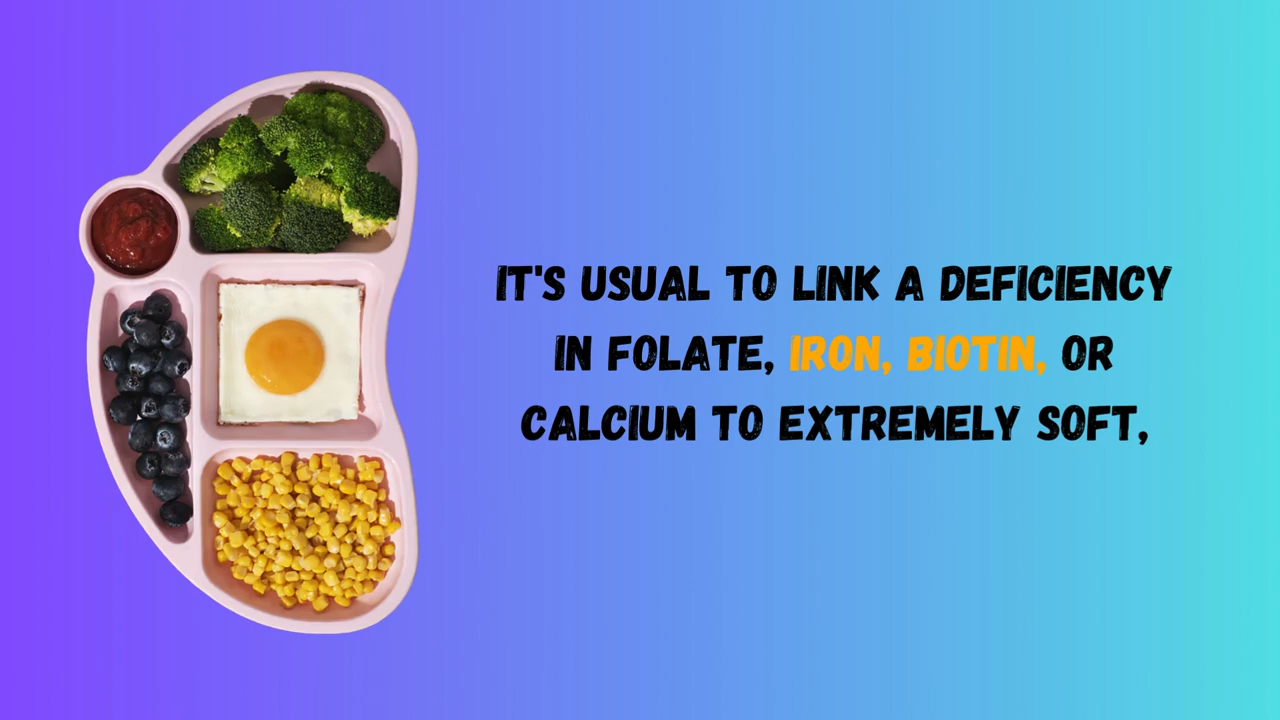 IT'S USUAL TO LINK A DEFICIENCY
IN FOLATE, IRON, BIOTIN, OR
CALCIUM TO EXTREMELY SOFT,